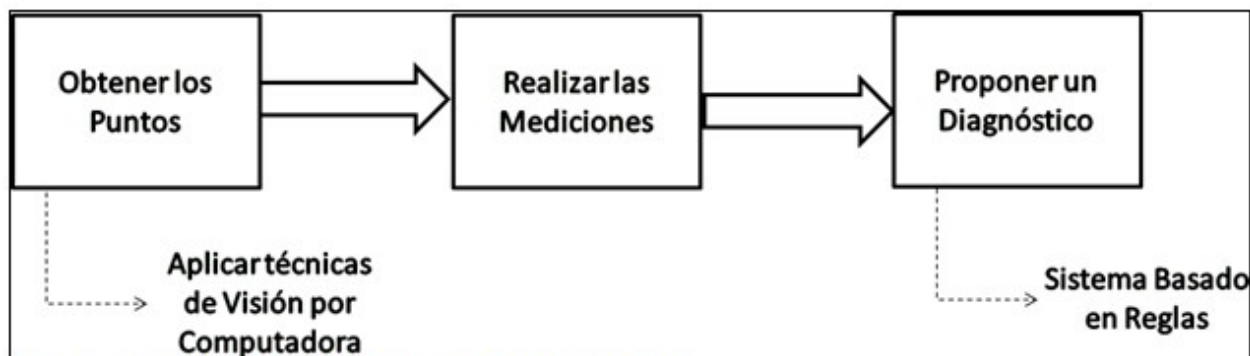 Obtener los
Puntos
Realizar las
Mediciones
Proponer un
Diagnóstico
Aplicar técnicas
de Visión por
Computadora
Sistema Basado
en Reglas